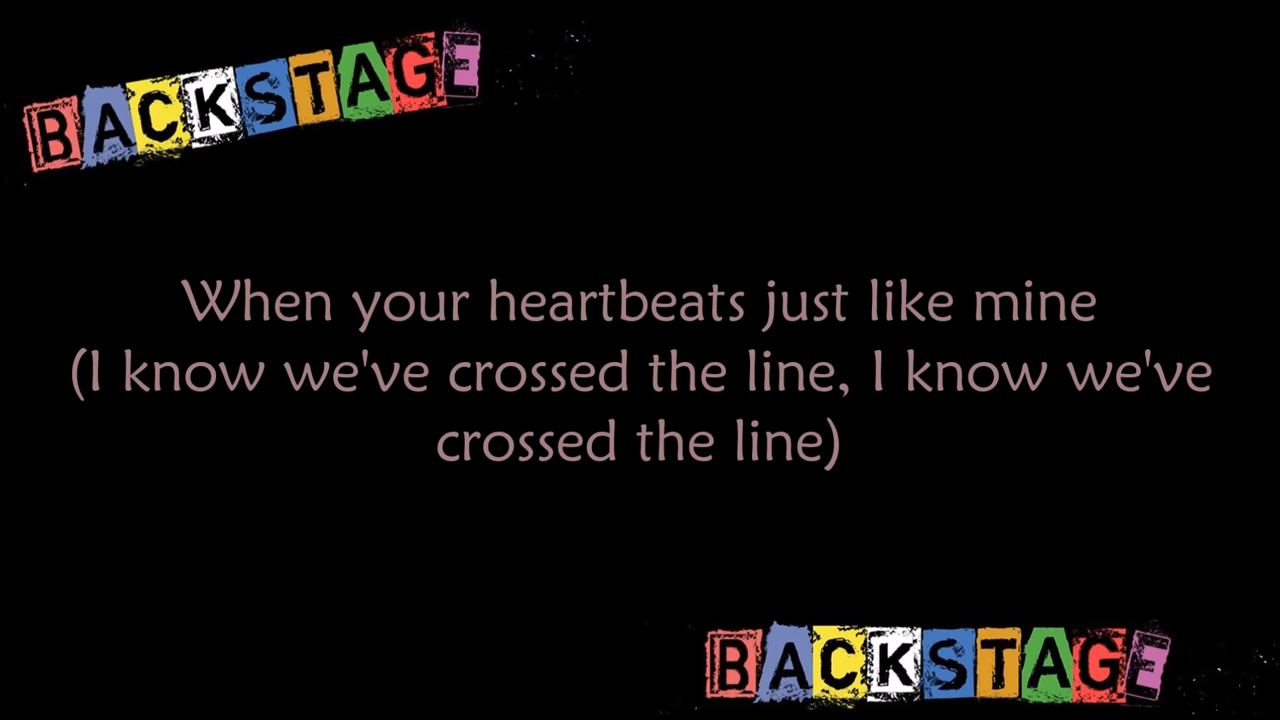 BACKSTAGE
When your heartbeats just like mine
(I know we've crossed the line, I know we've
crossed the line)
BACKSTAGE